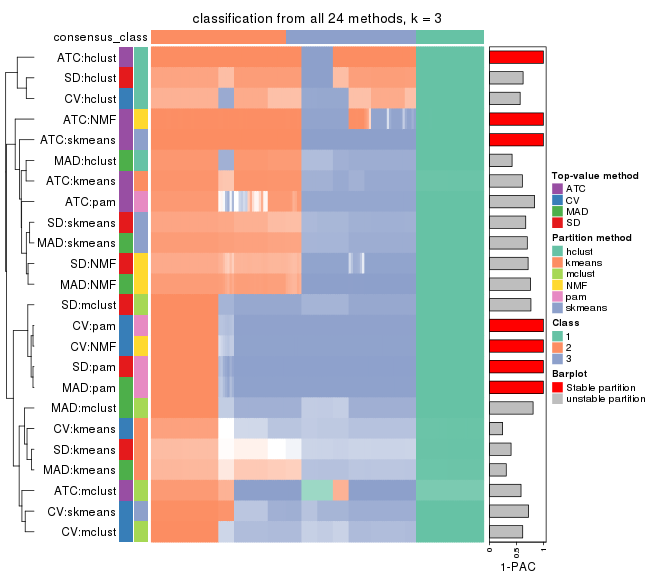 classification from all 24 methods, k = 3
consensus_class
ATC:hclust
SD:hclust
CV:hclust
ATC:NMF
ATC:skmeans
MAD:hclust
ATC:kmeans
ATC:pam
SD:skmeans
MAD:skmeans
SD:NMF
MAD:NMF
SD:mclust
CV:pam
CV:NMF
SD:pam
MAD:pam
MAD:mclust
CV:kmeans
SD:kmeans
MAD:kmeans
ATC:mclust
CV:skmeans
CV:mclust
0 0.5 1
1-PAC
Top-value method
ATC
CV
MAD
SD
Partition method
hclust
kmeans
mclust
NMF
pam
skmeans
Class
1
2
3
Barplot
Stable partition
unstable partition